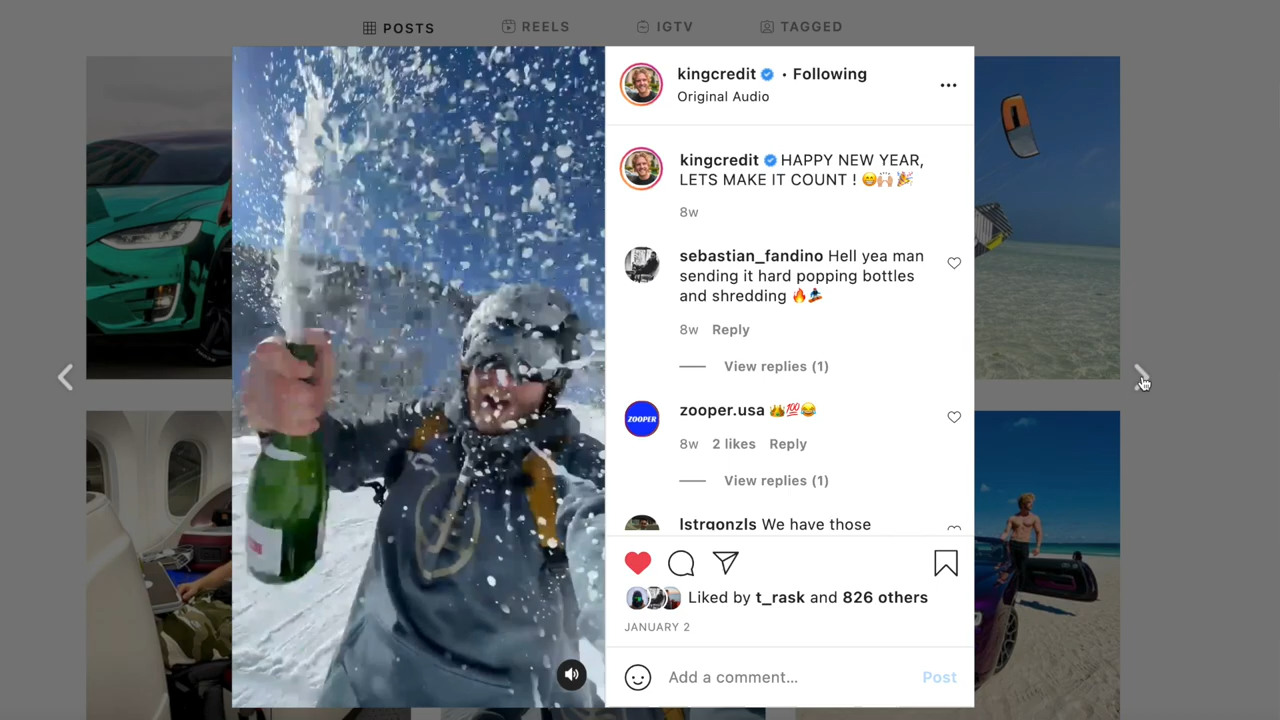 POSTS
REELS
IGTV
TAGGED
kingcredit • Following
Original Audio
kingcredit HAPPY NEW YEAR,
LETS MAKE IT COUNT ! 😁🙌🏻🎉
8w
sebastian_fandino Hell yea man
sending it hard popping bottles
and shredding 🔥🏂
8w Reply
View replies (1)
ZOOPER
zooper.usa 👑💯😂
8w 2 likes Reply
View replies (1)
lstrgonzls We have those
Liked by t_rask and 826 others
JANUARY 2
Add a comment...
Post